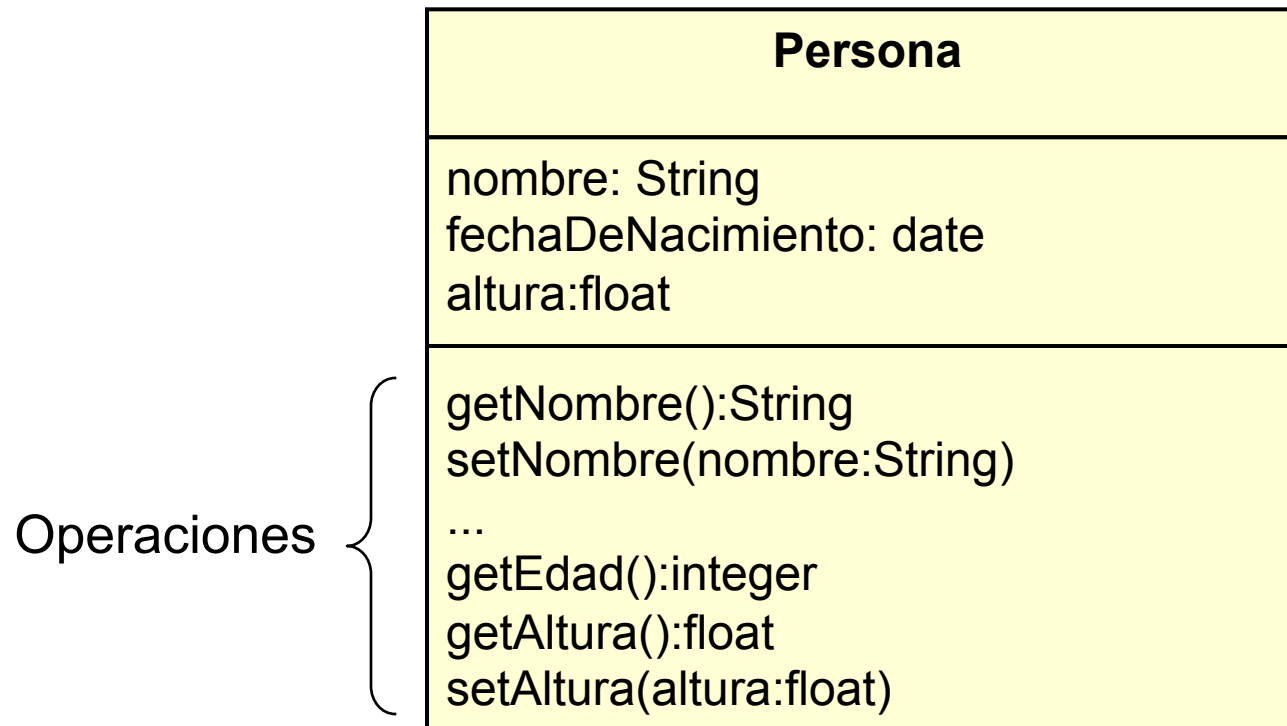 Persona
nombre: String
fechaDeNacimiento: date
altura:float
Operaciones
getNombre():String
setNombre(nombre:String)
...
getEdad():integer
getAltura():float
setAltura(altura:float)